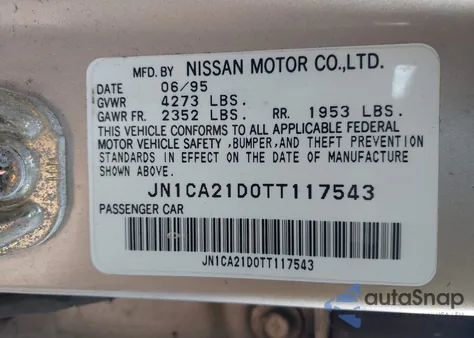 MFD. BY NISSAN MOTOR CO.,LTD.
DATE 06/95
GVWR 4273 LBS.
GAWR FR. 2352 LBS. RR. 1953 LBS.
THIS VEHICLE CONFORMS TO ALL APPLICABLE FEDERAL
MOTOR VEHICLE SAFETY ,BUMPER,AND THEFT PREVENTION
STANDARDS IN EFFECT ON THE DATE OF MANUFACTURE
SHOWN ABOVE.
JN1CA21D0TT117543
PASSENGER CAR
JN1CA21D0TT117543
autoSnap